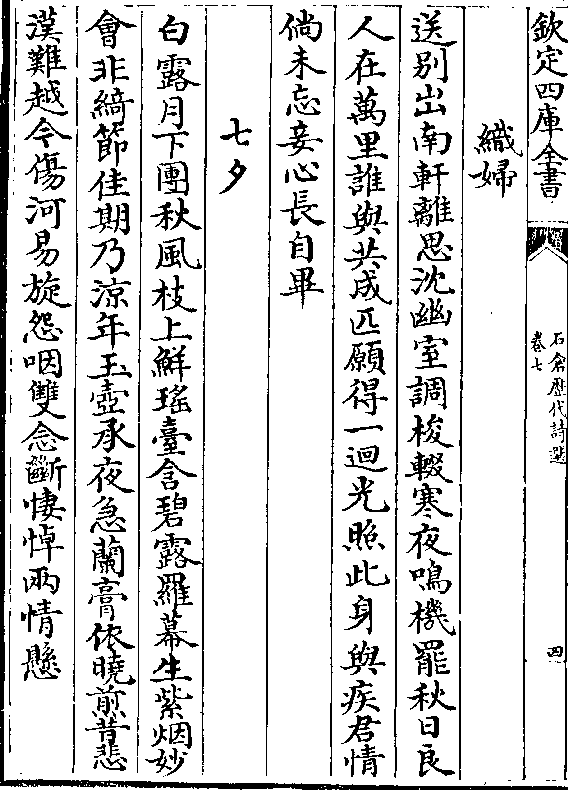 欽定四庫全書
石倉歷代詩選
卷七
四
織婦
送别出南軒離思沈幽室調梭輟寒夜鳴機罷秋日良
人在萬里誰與共成匹願得一迴光照此身與疾君情
倘未忘妾心長自畢
七夕
白露月下團秋風枝上鮮瑤臺含碧露羅幕生紫烟妙
會非綺節佳期乃涼年玉壺承夜急蘭膏依曉煎昔悲
漢難越今傷河易旋怨咽雙念斷悽悼兩情懸